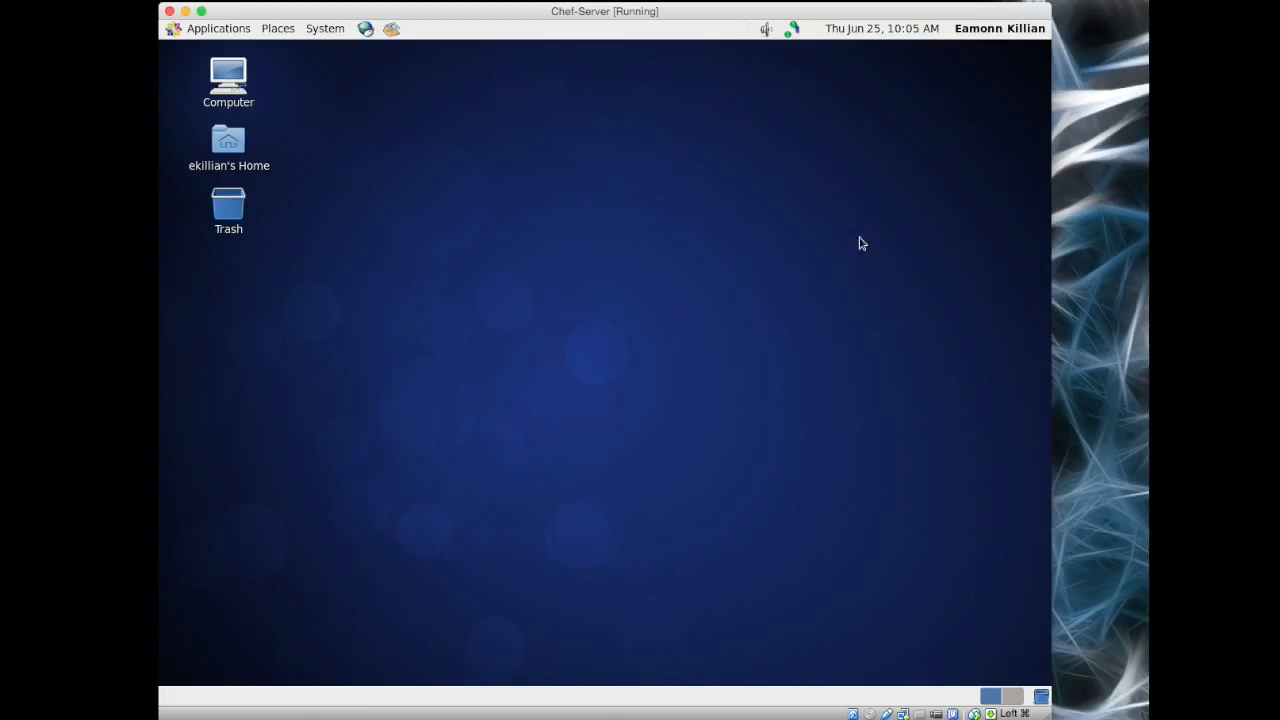 Chef-Server [Running]
Applications Places System Thu Jun 25, 10:05 AM Eamonn Killian
Computer
ekillian's Home
Trash
Left ⌘